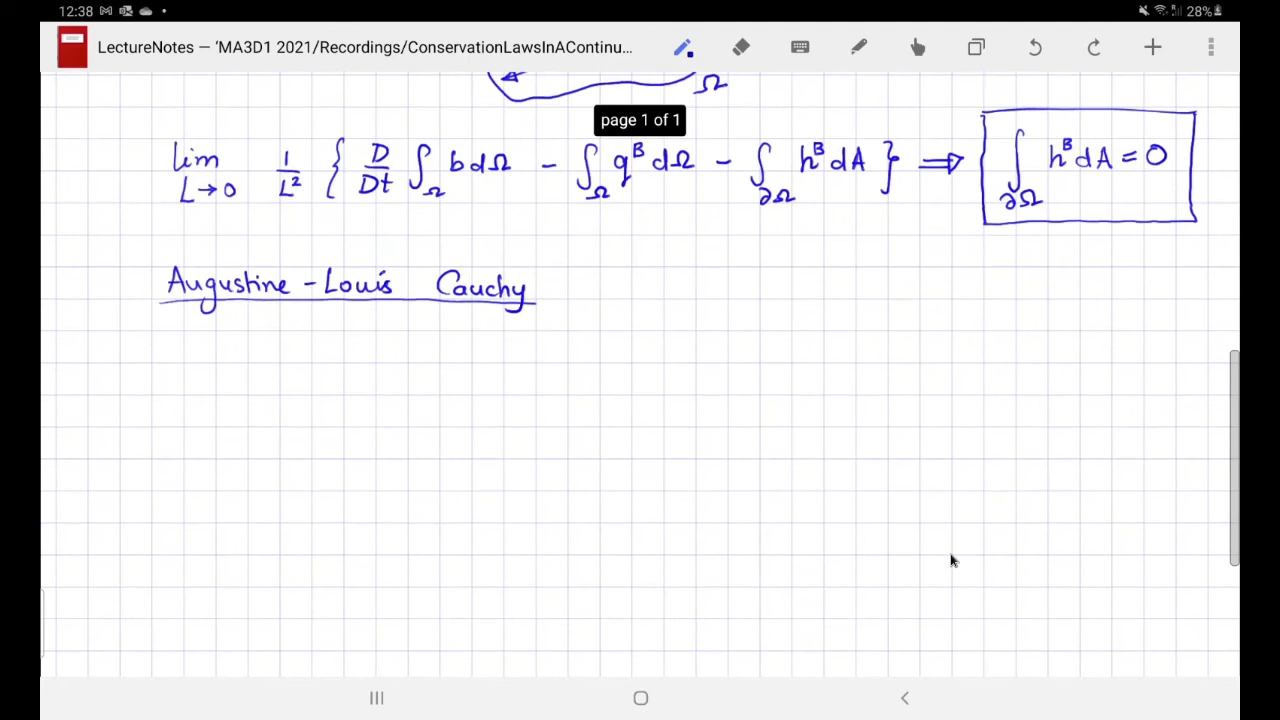 12:38
28%
LectureNotes — ‘MA3D1 2021/Recordings/ConservationLawsInAContinu...
Ω
page 1 of 1
lim L→0 1/L² { D/Dt ∫_Ω b dΩ − ∫_Ω q^B dΩ − ∫_∂Ω h^B dA } ⟹ ∫_∂Ω h^B dA = 0
Augustine - Louis Cauchy